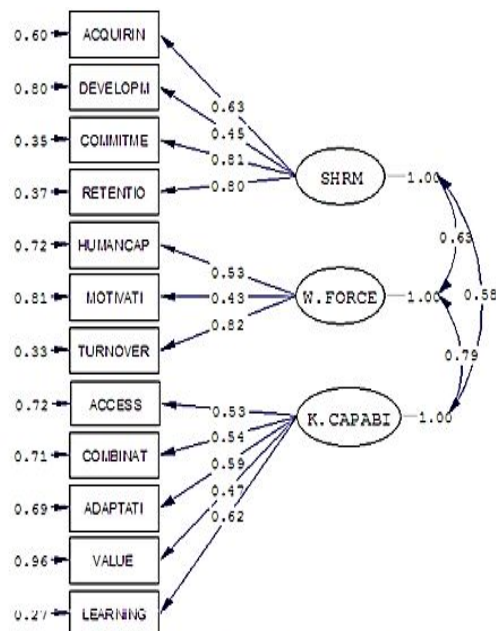 0.60 ACQUIRIN
0.80 DEVELOPM
0.35 COMMITME
0.37 RETENTIO
0.72 HUMANCAP
0.81 MOTIVATI
0.33 TURNOVER
0.72 ACCESS
0.71 COMBINAT
0.69 ADAPTATI
0.96 VALUE
0.27 LEARNING
0.63
0.45
0.81
0.80
SHRM 1.00
0.53
0.43
0.82
W.FORCE 1.00
0.53
0.54
0.59
0.47
0.62
K.CAPABI 1.00
0.63
0.58
0.79